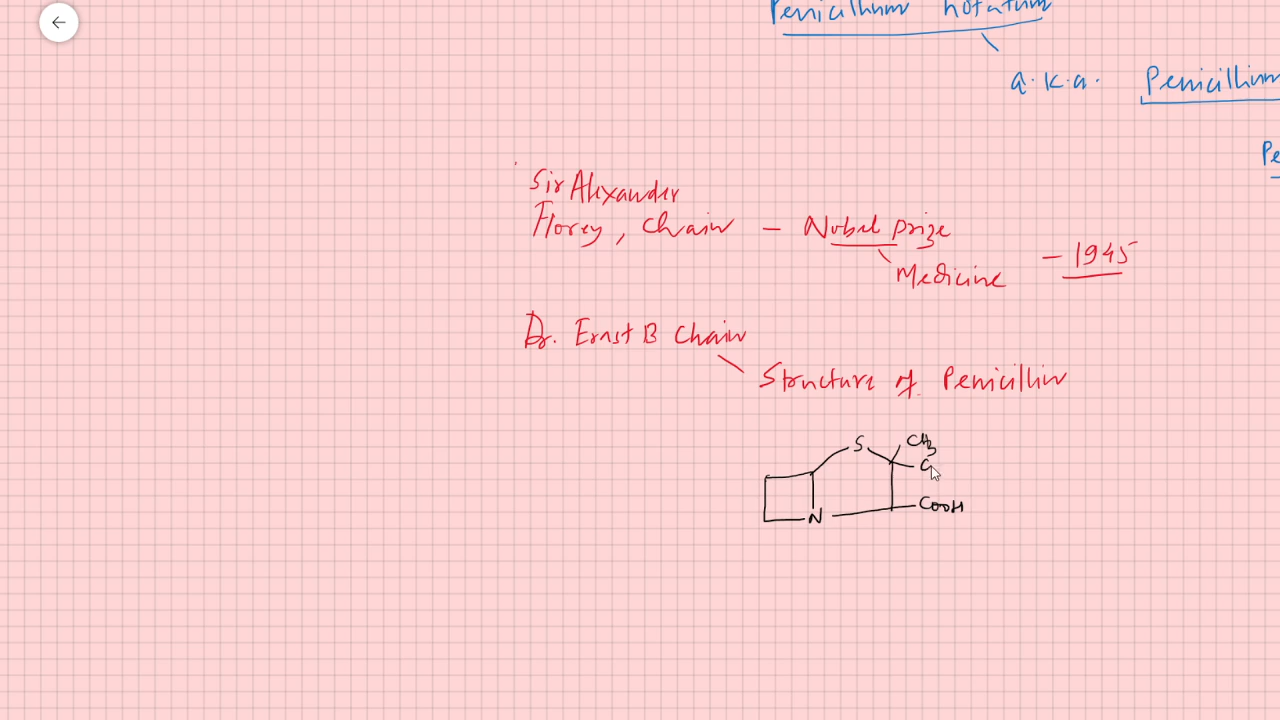 Penicillium notatum
a.k.a. Penicillium
Pe
Sir Alexander
Florey, Chain - Nobel prize
Medicine - 1945
Dr. Ernst B Chain
Structure of Penicillin
S CH3
C
N COOH